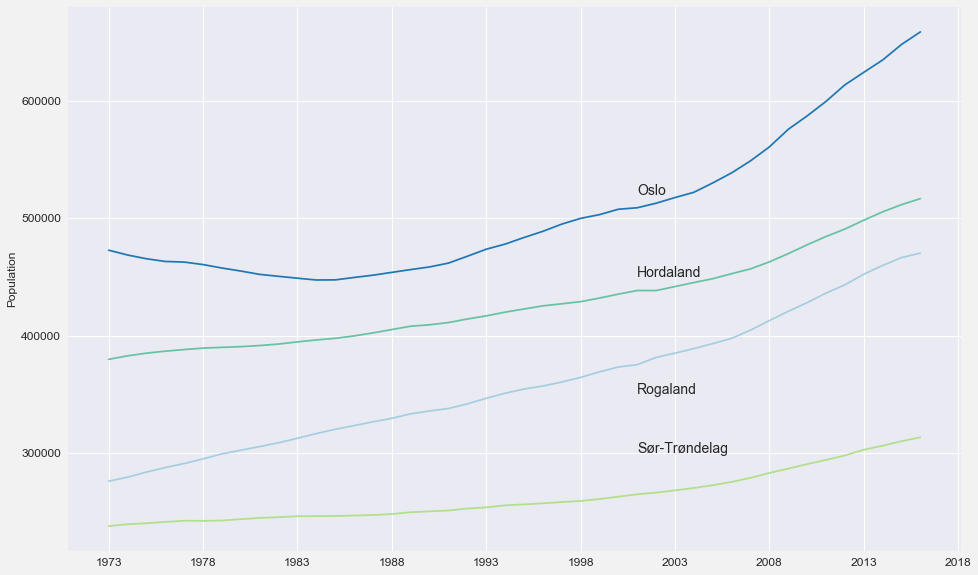 600000
500000
400000
300000
Population
Oslo
Hordaland
Rogaland
Sør-Trøndelag
1973 1978 1983 1988 1993 1998 2003 2008 2013 2018